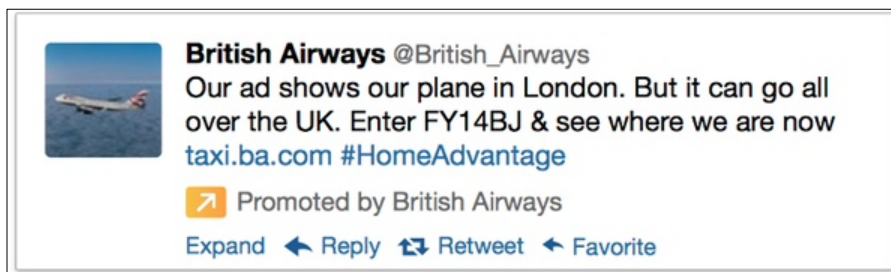 British Airways @British_Airways
Our ad shows our plane in London. But it can go all
over the UK. Enter FY14BJ & see where we are now
taxi.ba.com #HomeAdvantage
Promoted by British Airways
Expand Reply Retweet Favorite